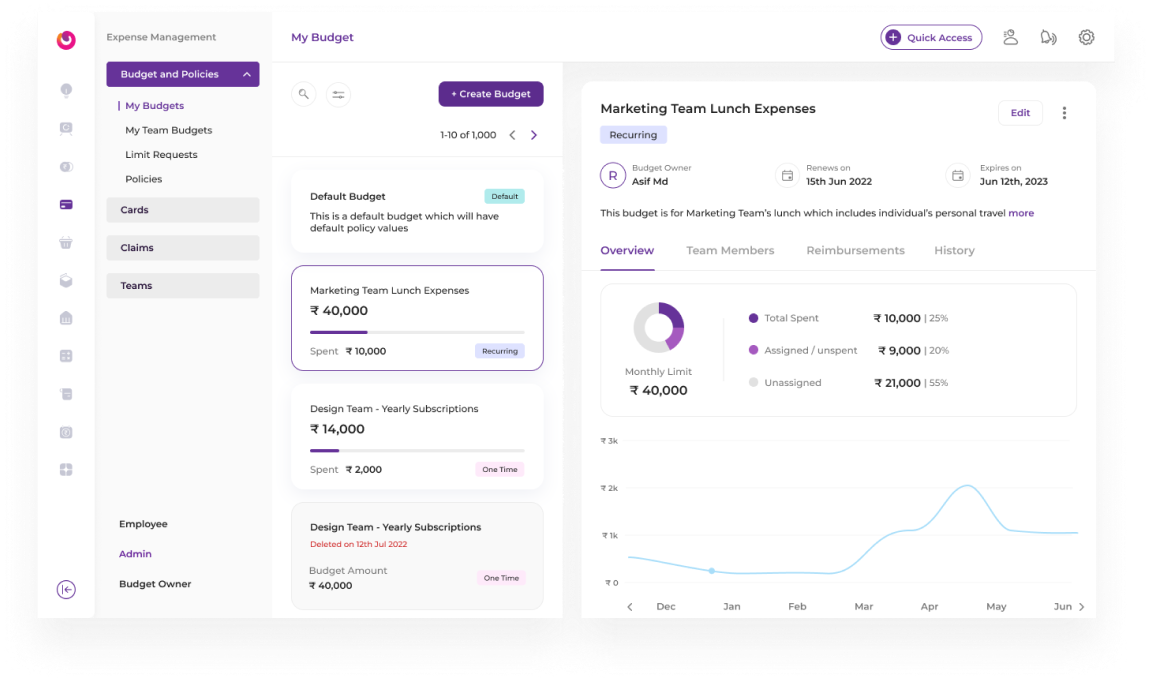 Expense Management
Budget and Policies
My Budgets
My Team Budgets
Limit Requests
Policies
Cards
Claims
Teams
Employee
Admin
Budget Owner
My Budget
Quick Access
+ Create Budget
1-10 of 1,000
Default Budget
Default
This is a default budget which will have
default policy values
Marketing Team Lunch Expenses
₹ 40,000
Spent ₹ 10,000
Recurring
Design Team - Yearly Subscriptions
₹ 14,000
Spent ₹ 2,000
One Time
Design Team - Yearly Subscriptions
Deleted on 12th Jul 2022
Budget Amount
₹ 40,000
One Time
Marketing Team Lunch Expenses
Edit
Recurring
R
Budget Owner
Asif Md
Renews on
15th Jun 2022
Expires on
Jun 12th, 2023
This budget is for Marketing Team's lunch which includes individual's personal travel more
Overview Team Members Reimbursements History
Monthly Limit
₹ 40,000
Total Spent ₹ 10,000 | 25%
Assigned / unspent ₹ 9,000 | 20%
Unassigned ₹ 21,000 | 55%
₹ 3k
₹ 2k
₹ 1k
₹ 0
Dec Jan Feb Mar Apr May Jun